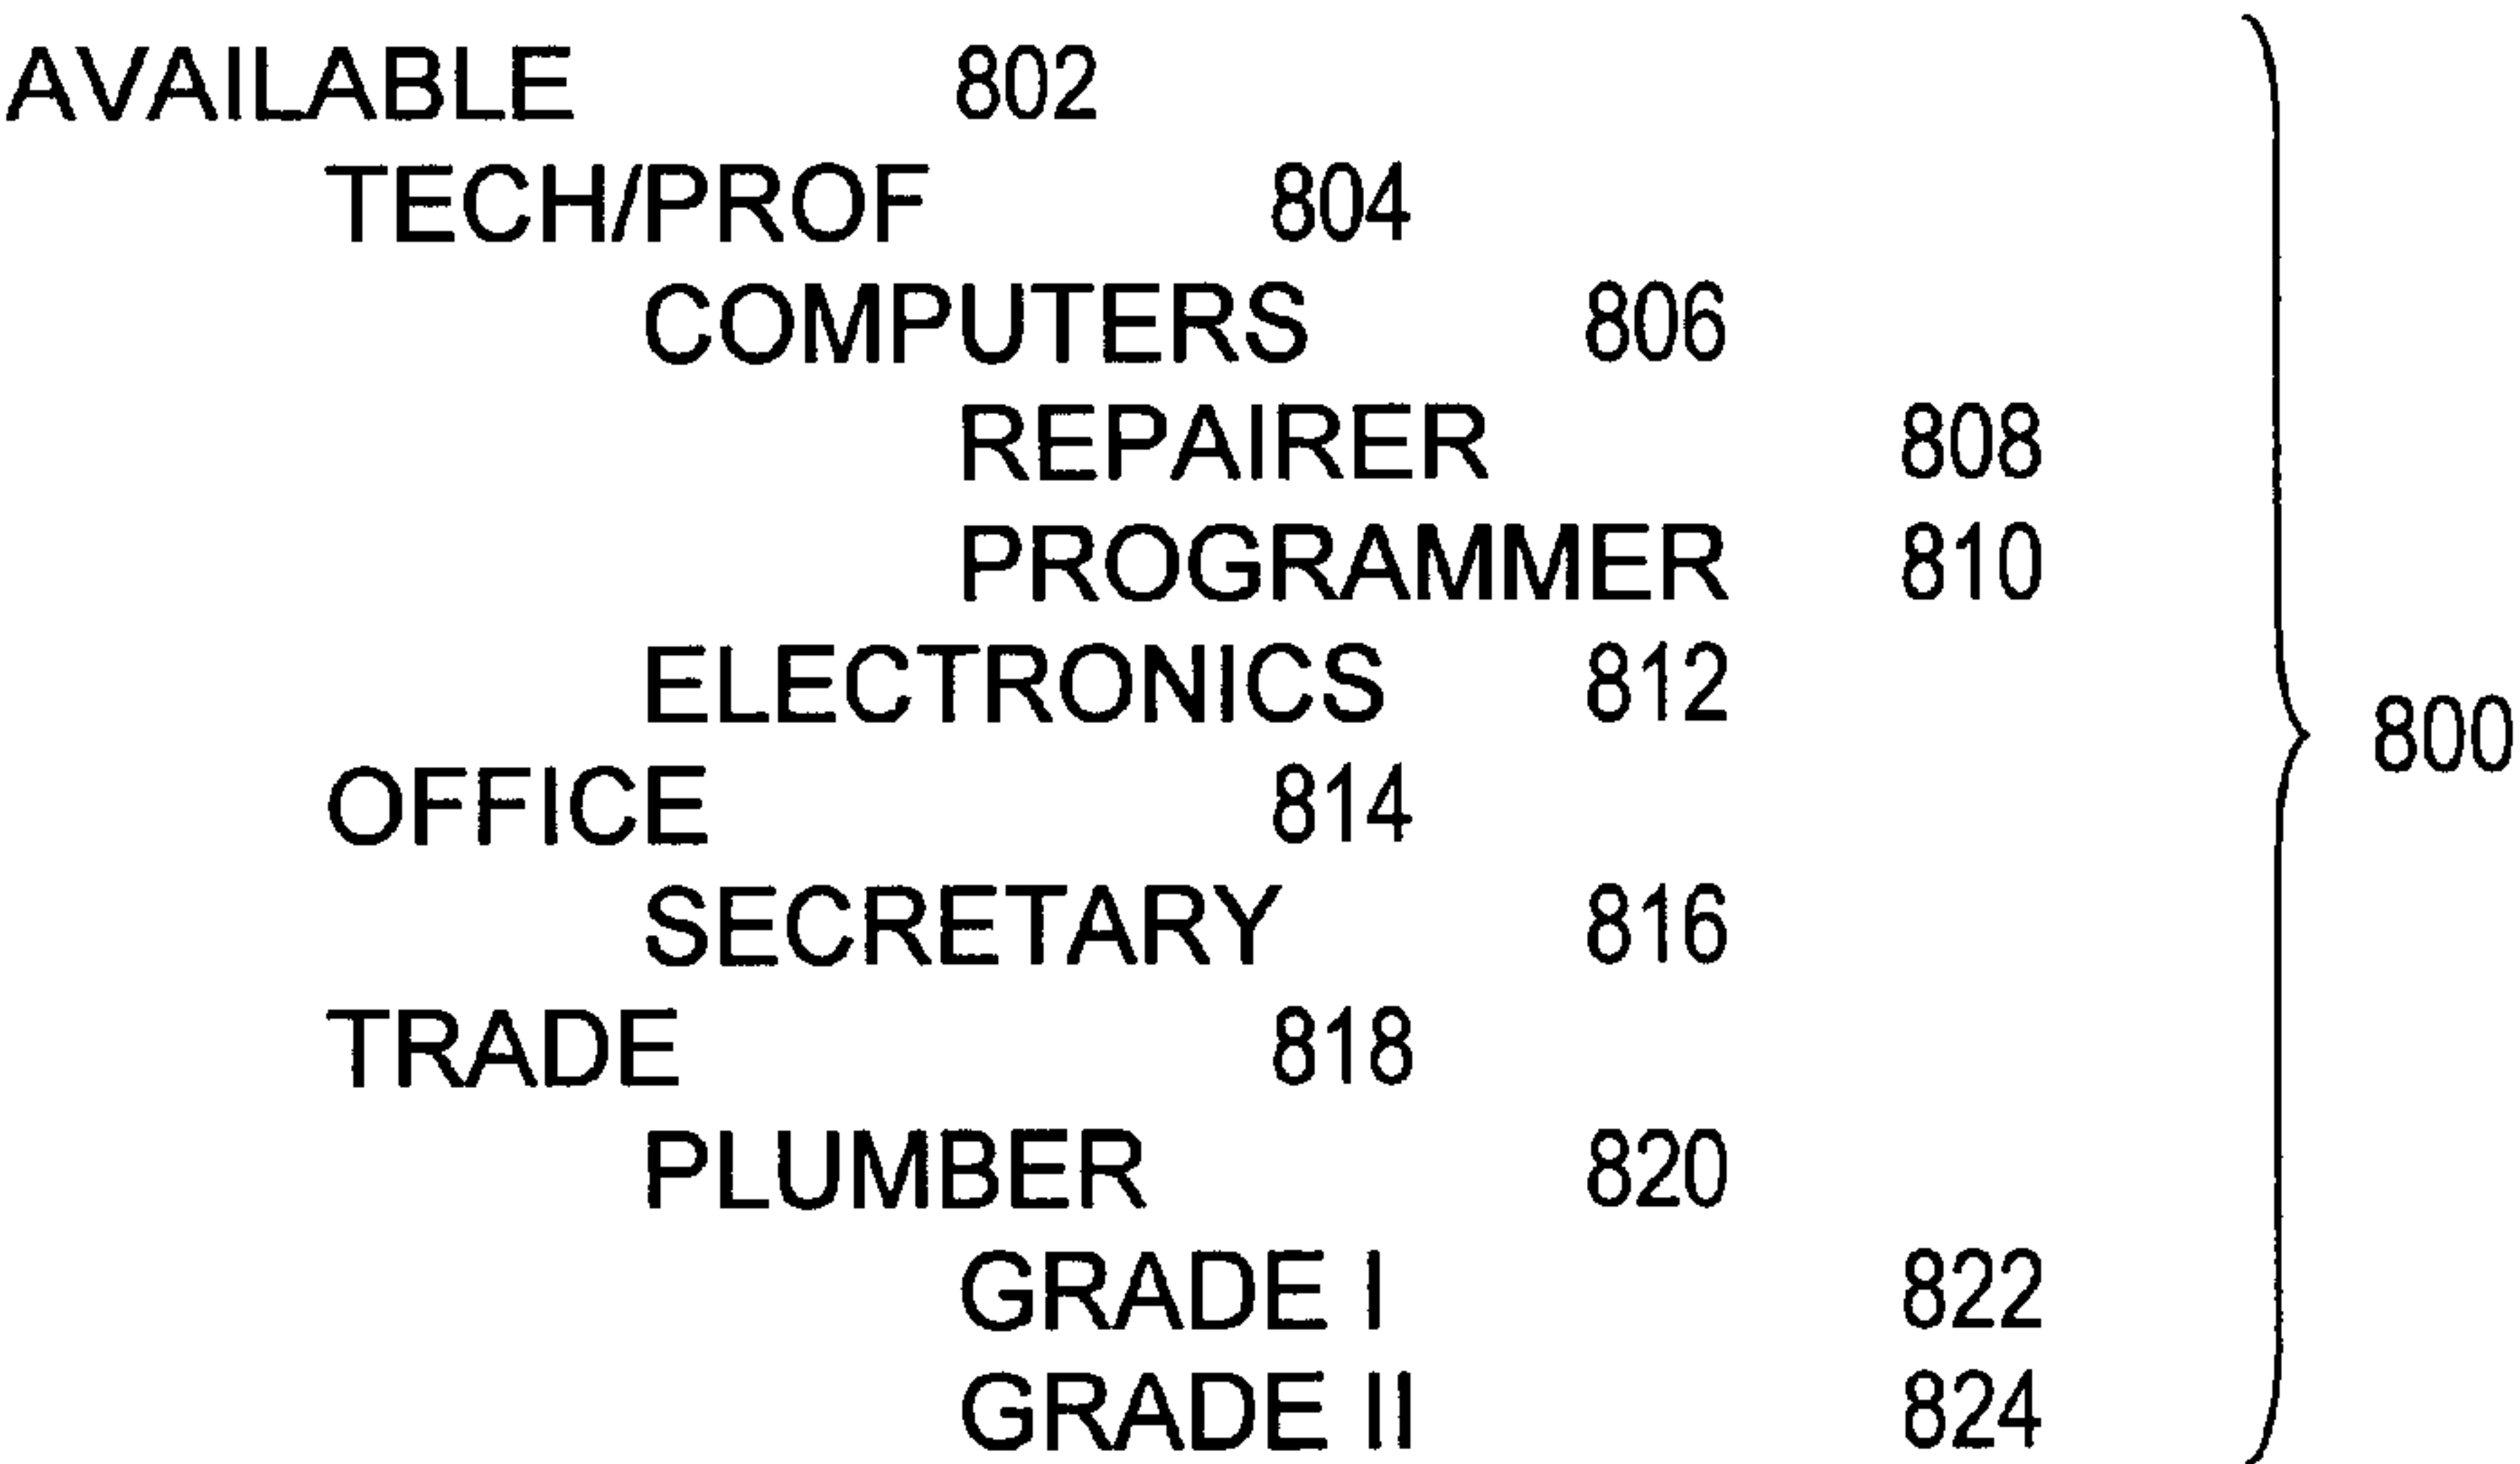 AVAILABLE 802
TECH/PROF 804
COMPUTERS 806
REPAIRER 808
PROGRAMMER 810
ELECTRONICS 812
800
OFFICE 814
SECRETARY 816
TRADE 818
PLUMBER 820
GRADE I 822
GRADE II 824